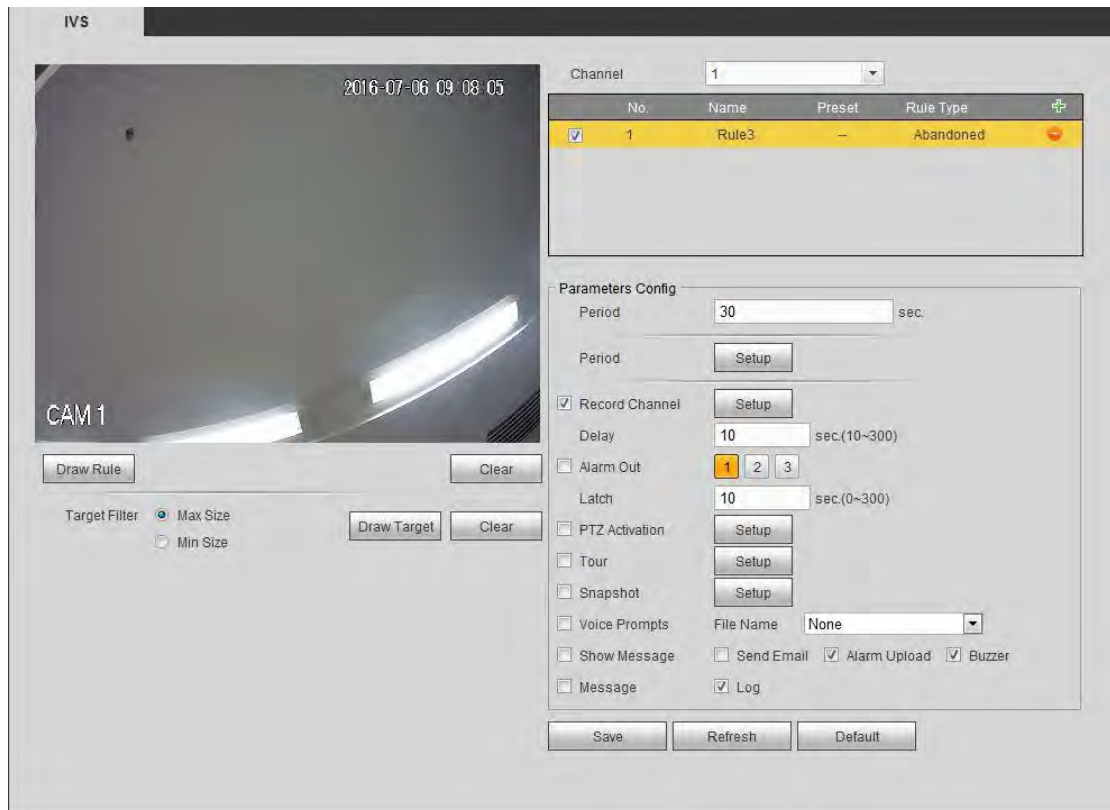 IVS
2016-07-06 09:08:05
CAM 1
Draw Rule Clear
Target Filter Max Size
Min Size
Draw Target Clear
Channel 1
No. Name Preset Rule Type
1 Rule3 -- Abandoned
Parameters Config
Period 30 sec.
Period Setup
Record Channel Setup
Delay 10 sec.(10~300)
Alarm Out 1 2 3
Latch 10 sec.(0~300)
PTZ Activation Setup
Tour Setup
Snapshot Setup
Voice Prompts File Name None
Show Message Send Email Alarm Upload Buzzer
Message Log
Save Refresh Default